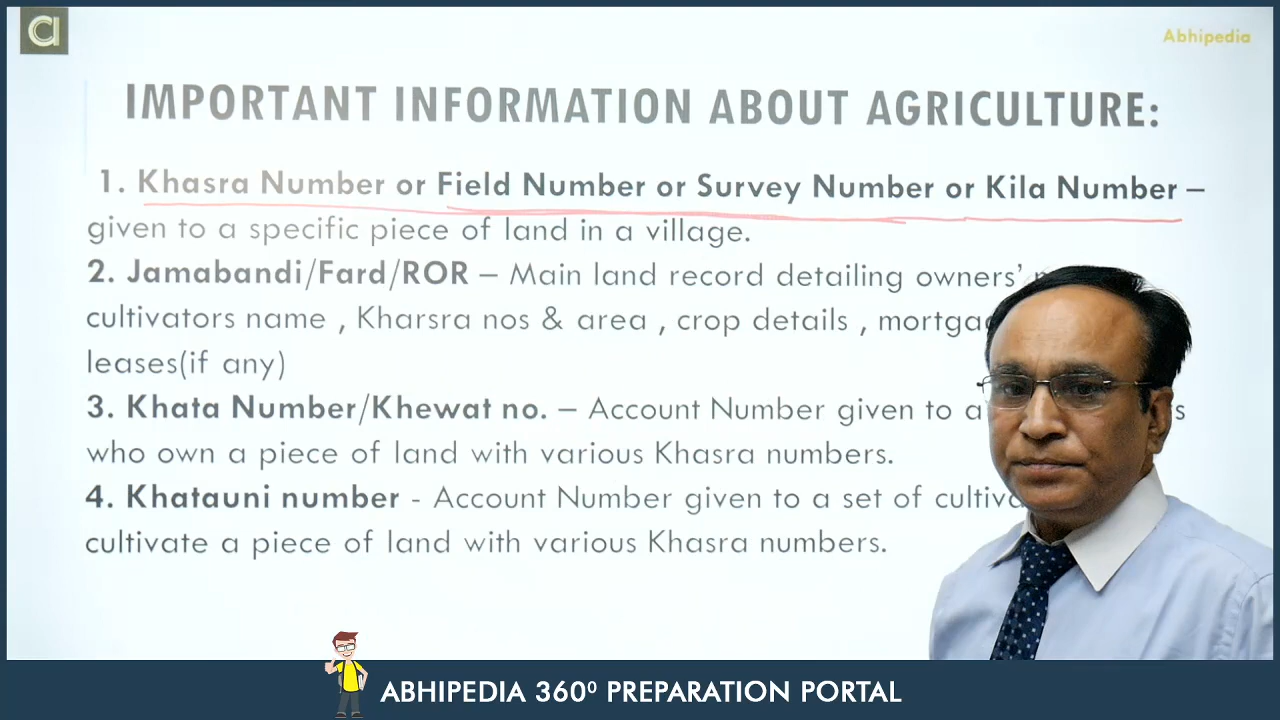 Abhipedia
IMPORTANT INFORMATION ABOUT AGRICULTURE:
1. Khasra Number or Field Number or Survey Number or Kila Number –
given to a specific piece of land in a village.
2. Jamabandi/Fard/ROR – Main land record detailing owners’
cultivators name , Kharsra nos & area , crop details ,
leases(if any)
3. Khata Number/Khewat no. – Account Number given to a
who own a piece of land with various Khasra numbers.
4. Khatauni number - Account Number given to a set of
cultivate a piece of land with various Khasra numbers.
ABHIPEDIA 360⁰ PREPARATION PORTAL